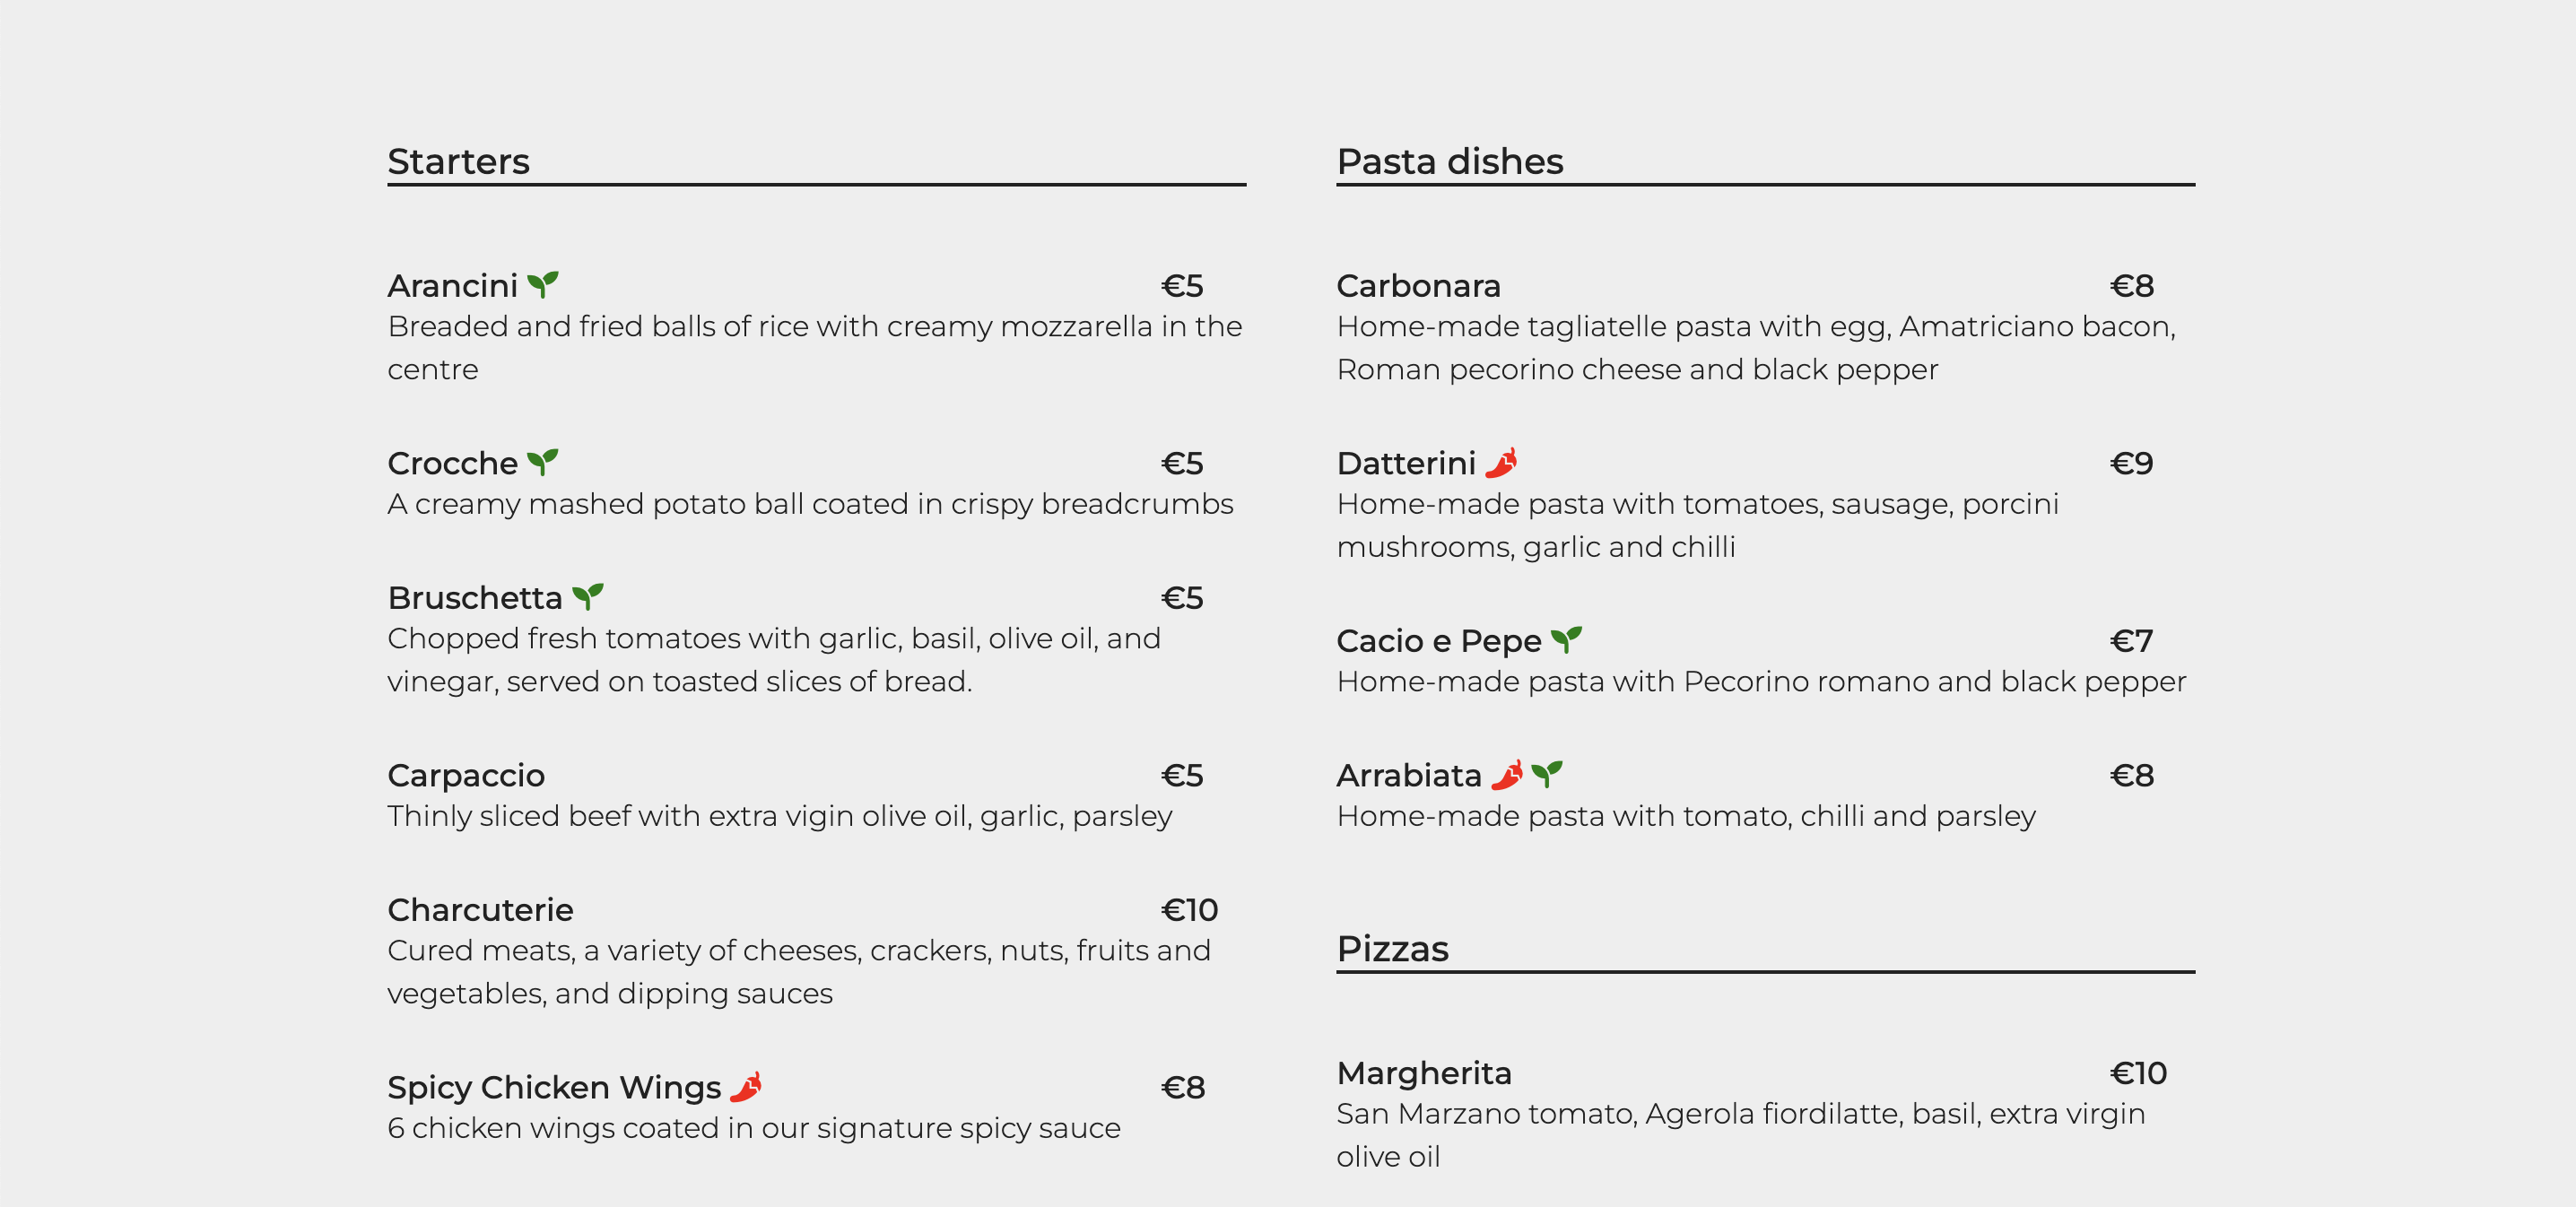 Starters
Arancini €5
Breaded and fried balls of rice with creamy mozzarella in the
centre
Crocche €5
A creamy mashed potato ball coated in crispy breadcrumbs
Bruschetta €5
Chopped fresh tomatoes with garlic, basil, olive oil, and
vinegar, served on toasted slices of bread.
Carpaccio €5
Thinly sliced beef with extra vigin olive oil, garlic, parsley
Charcuterie €10
Cured meats, a variety of cheeses, crackers, nuts, fruits and
vegetables, and dipping sauces
Spicy Chicken Wings €8
6 chicken wings coated in our signature spicy sauce
Pasta dishes
Carbonara €8
Home-made tagliatelle pasta with egg, Amatriciano bacon,
Roman pecorino cheese and black pepper
Datterini €9
Home-made pasta with tomatoes, sausage, porcini
mushrooms, garlic and chilli
Cacio e Pepe €7
Home-made pasta with Pecorino romano and black pepper
Arrabiata €8
Home-made pasta with tomato, chilli and parsley
Pizzas
Margherita €10
San Marzano tomato, Agerola fiordilatte, basil, extra virgin
olive oil